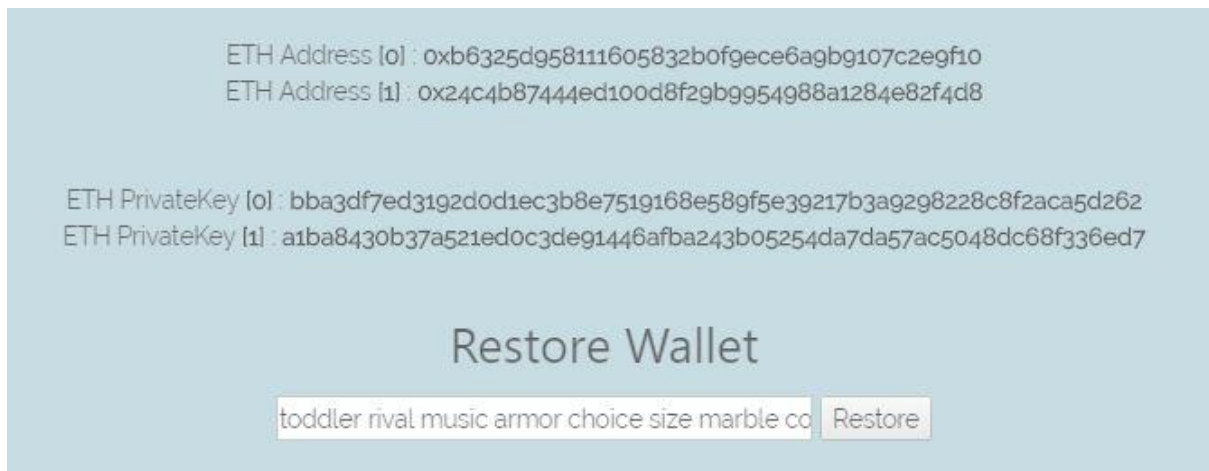 ETH Address [0] : 0xb6325d958111605832b0f9ece6a9b9107c2e9f10
ETH Address [1] : 0x24c4b87444ed100d8f29b9954988a1284e82f4d8
ETH PrivateKey [0] : bba3df7ed3192d0d1ec3b8e7519168e589f5e39217b3a9298228c8f2aca5d262
ETH PrivateKey [1] : a1ba8430b37a521ed0c3de91446afba243b05254da7da57ac5048dc68f336ed7
Restore Wallet
toddler rival music armor choice size marble co Restore